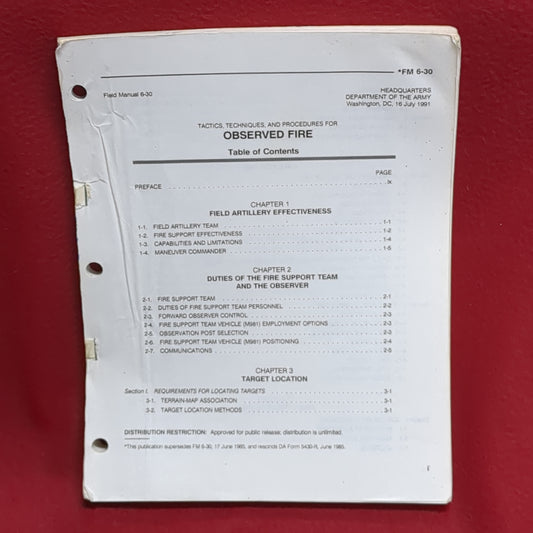 *FM 6-30
Field Manual 6-30
HEADQUARTERS
DEPARTMENT OF THE ARMY
Washington, DC, 16 July 1991
TACTICS, TECHNIQUES, AND PROCEDURES FOR
OBSERVED FIRE
Table of Contents
PAGE
PREFACE . . . . . . . . . . . . . . . . . . . . ix
CHAPTER 1
FIELD ARTILLERY EFFECTIVENESS
1-1. FIELD ARTILLERY TEAM . . . . . . . . . . . . . . . . . . . . 1-1
1-2. FIRE SUPPORT EFFECTIVENESS . . . . . . . . . . . . . . . . . . . . 1-2
1-3. CAPABILITIES AND LIMITATIONS . . . . . . . . . . . . . . . . . . . . 1-4
1-4. MANEUVER COMMANDER . . . . . . . . . . . . . . . . . . . . 1-5
CHAPTER 2
DUTIES OF THE FIRE SUPPORT TEAM
AND THE OBSERVER
2-1. FIRE SUPPORT TEAM . . . . . . . . . . . . . . . . . . . . 2-1
2-2. DUTIES OF FIRE SUPPORT TEAM PERSONNEL . . . . . . . . . . . . . . . . . . . . 2-2
2-3. FORWARD OBSERVER CONTROL . . . . . . . . . . . . . . . . . . . . 2-3
2-4. FIRE SUPPORT TEAM VEHICLE (M981) EMPLOYMENT OPTIONS . . . . . . . . . . 2-3
2-5. OBSERVATION POST SELECTION . . . . . . . . . . . . . . . . . . . . 2-3
2-6. FIRE SUPPORT TEAM VEHICLE (M981) POSITIONING . . . . . . . . . . . . . . . 2-4
2-7. COMMUNICATIONS . . . . . . . . . . . . . . . . . . . . 2-5
CHAPTER 3
TARGET LOCATION
Section I. REQUIREMENTS FOR LOCATING TARGETS . . . . . . . . . . . . . . . . . . . . 3-1
3-1. TERRAIN-MAP ASSOCIATION . . . . . . . . . . . . . . . . . . . . 3-1
3-2. TARGET LOCATION METHODS . . . . . . . . . . . . . . . . . . . . 3-1
DISTRIBUTION RESTRICTION: Approved for public release; distribution is unlimited.
*This publication supersedes FM 6-30, 17 June 1985, and rescinds DA Form 5430-R, June 1985.